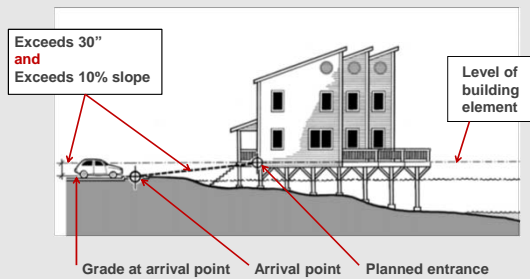 Exceeds 30”
and
Exceeds 10% slope
Level of
building
element
Grade at arrival point
Arrival point
Planned entrance